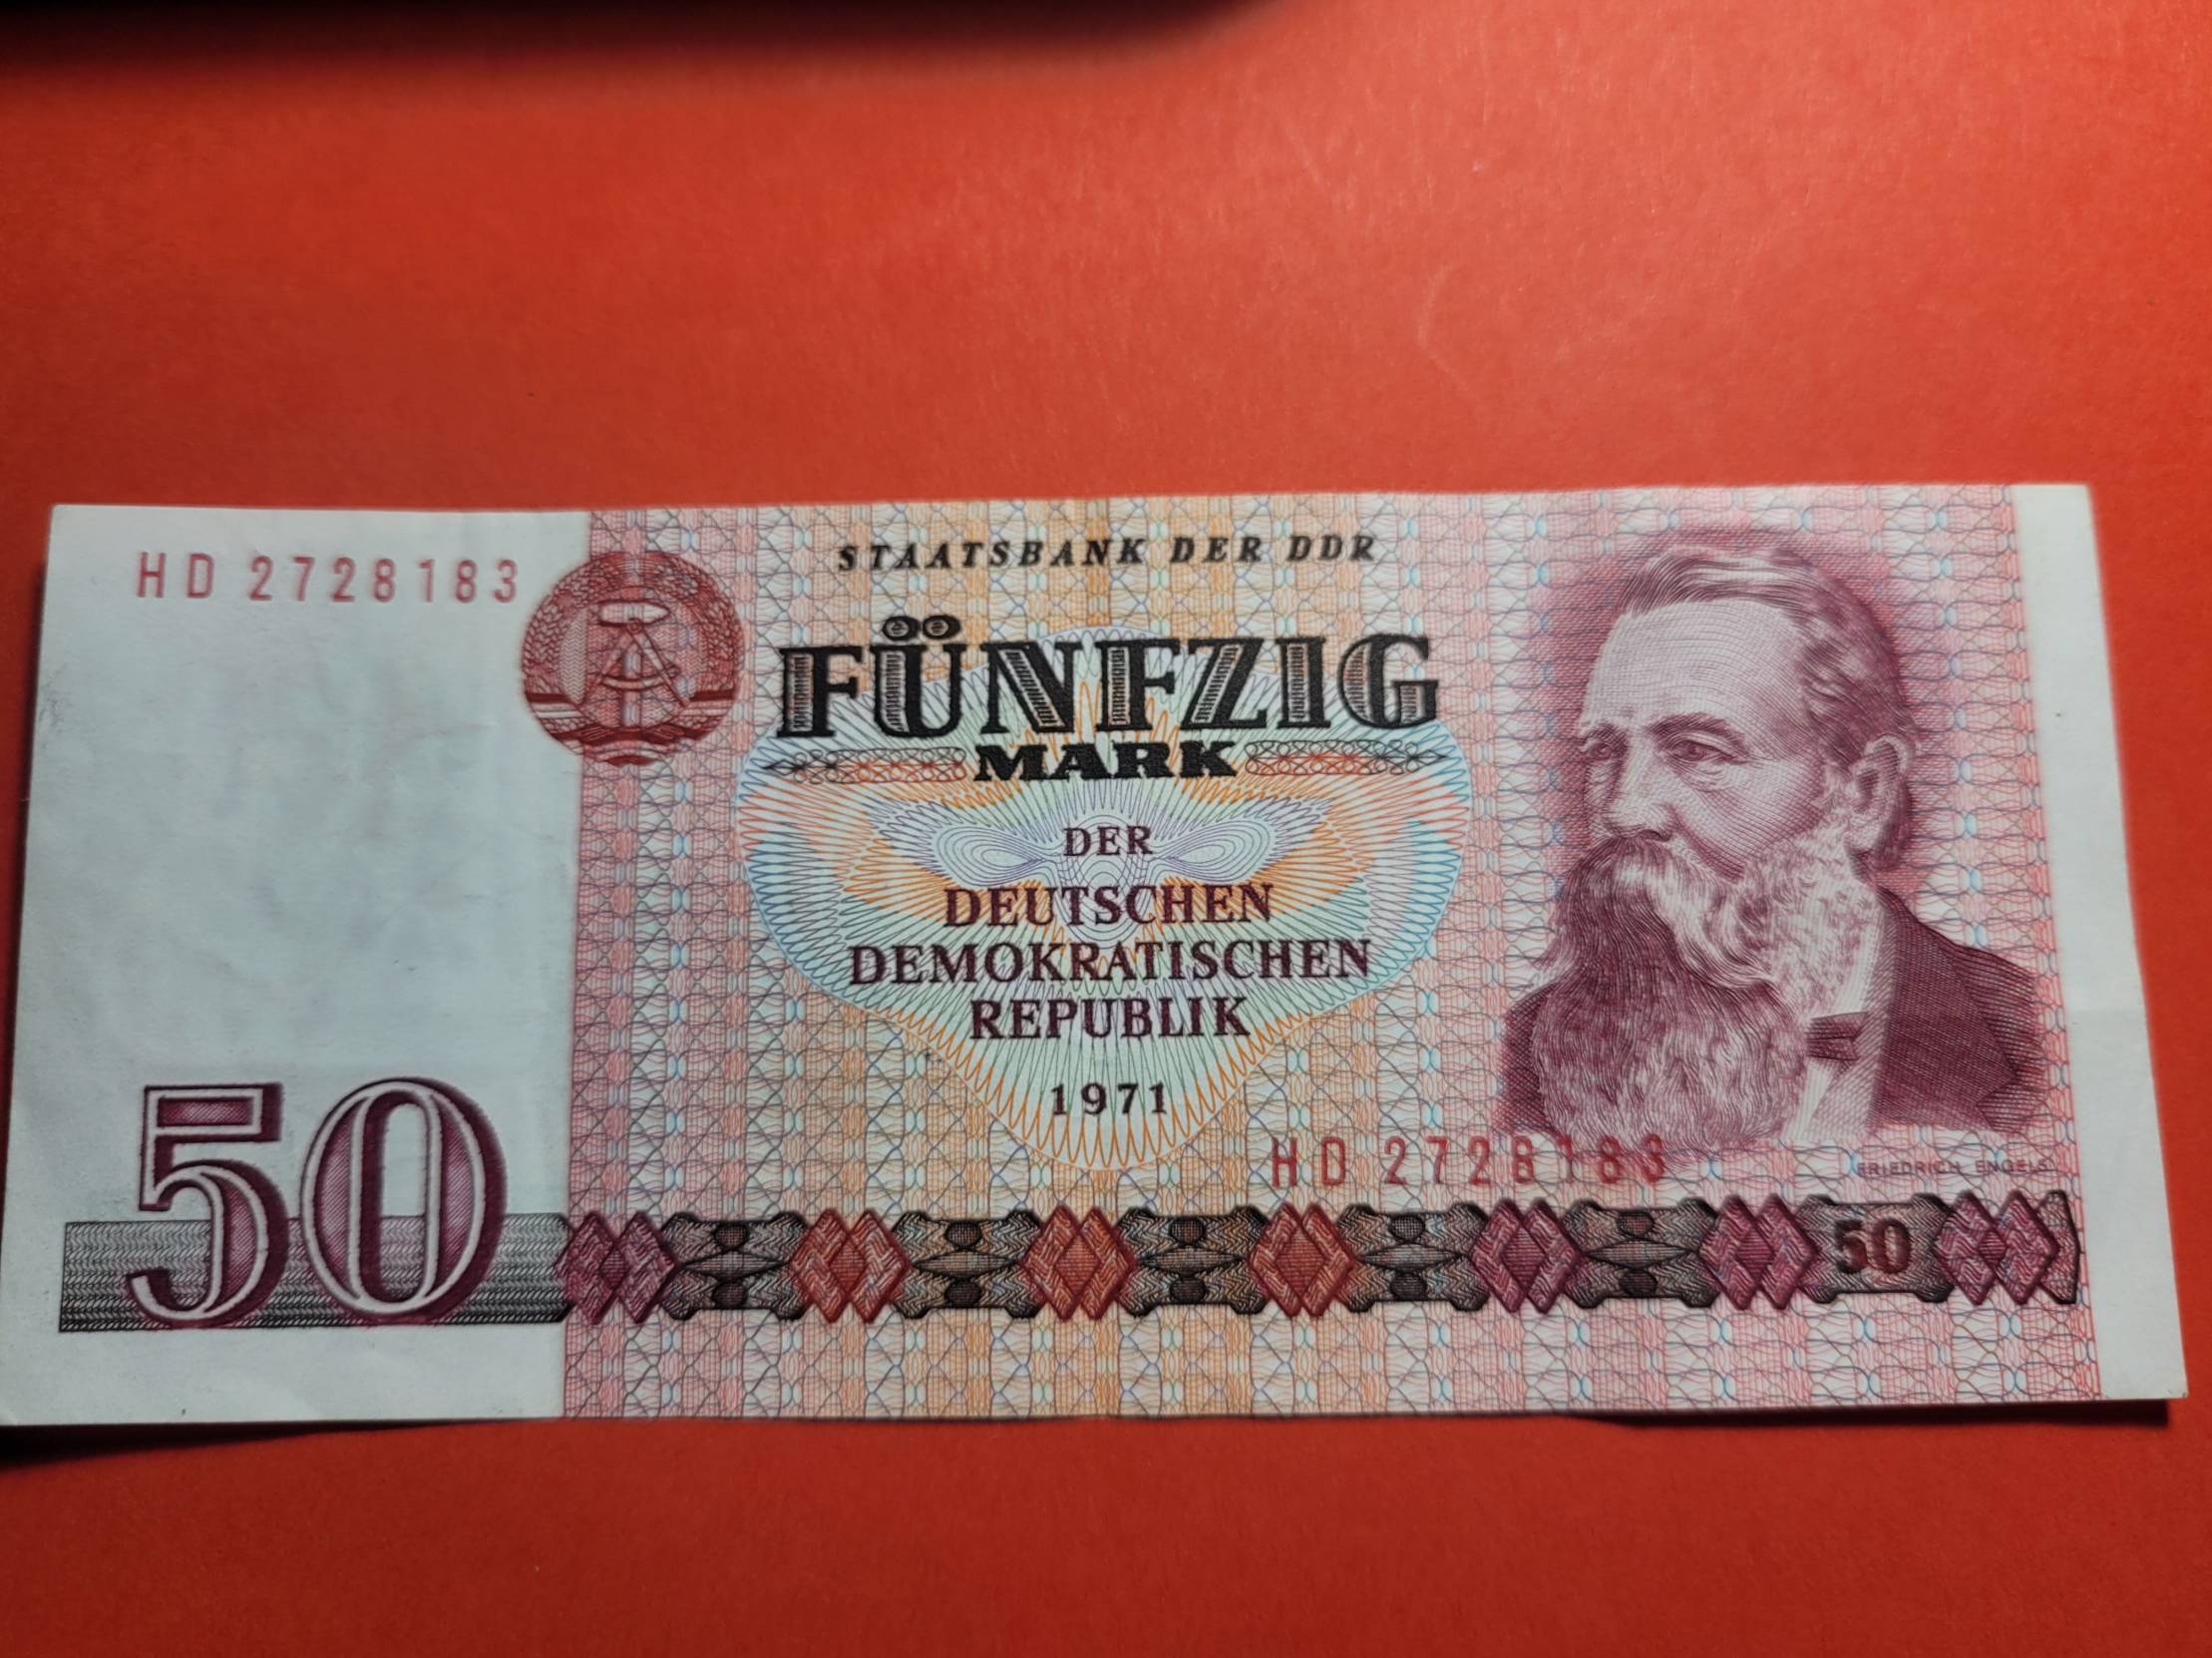 HD 2728183
STAATSBANK DER DDR
FÜNFZIG
MARK
DER
DEUTSCHEN
DEMOKRATISCHEN
REPUBLIK
1971
HD 2728183
FRIEDRICH ENGELS
50
50